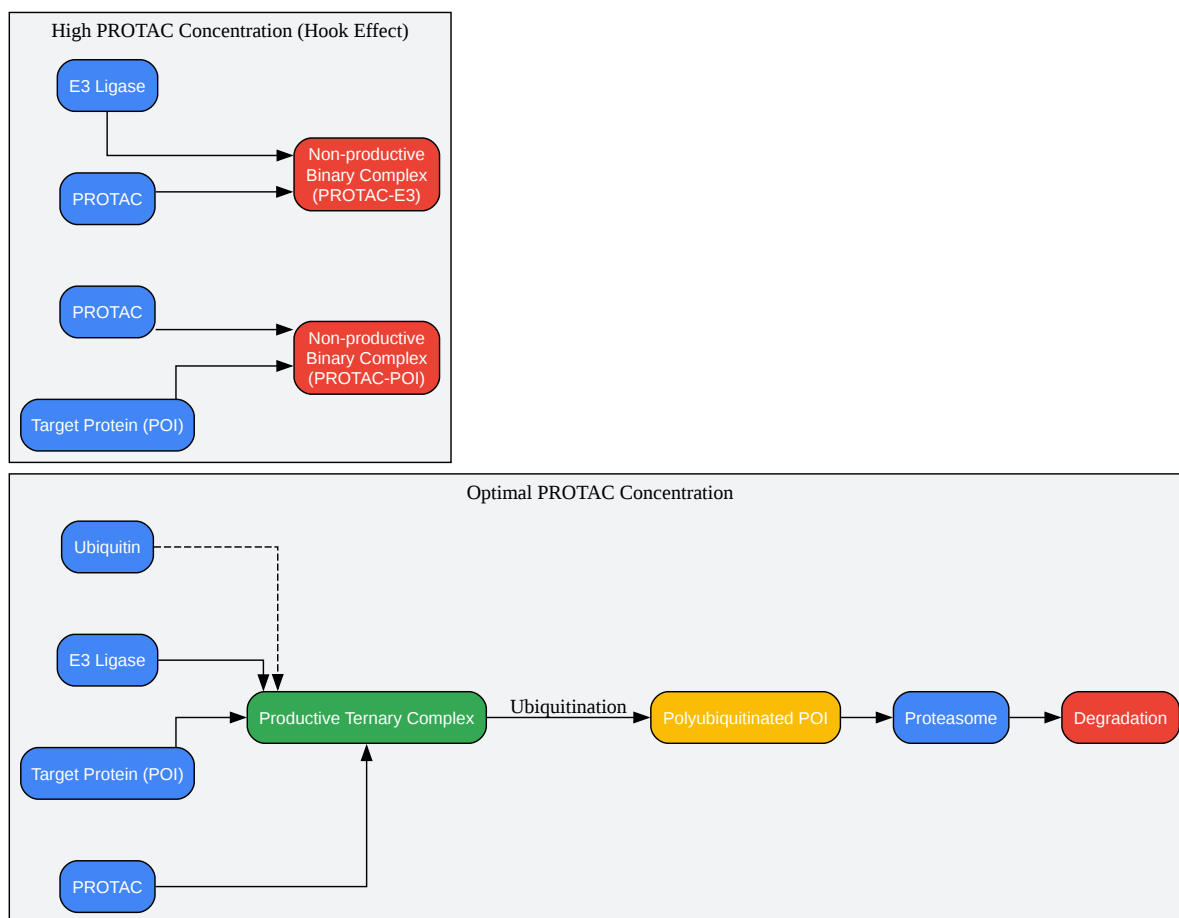 High PROTAC Concentration (Hook Effect)
E3 Ligase
Non-productive
Binary Complex
(PROTAC-E3)
PROTAC
PROTAC
Non-productive
Binary Complex
(PROTAC-POI)
Target Protein (POI)
Optimal PROTAC Concentration
Ubiquitin
E3 Ligase
Productive Ternary Complex
Ubiquitination
Polyubiquitinated POI
Proteasome
Degradation
Target Protein (POI)
PROTAC